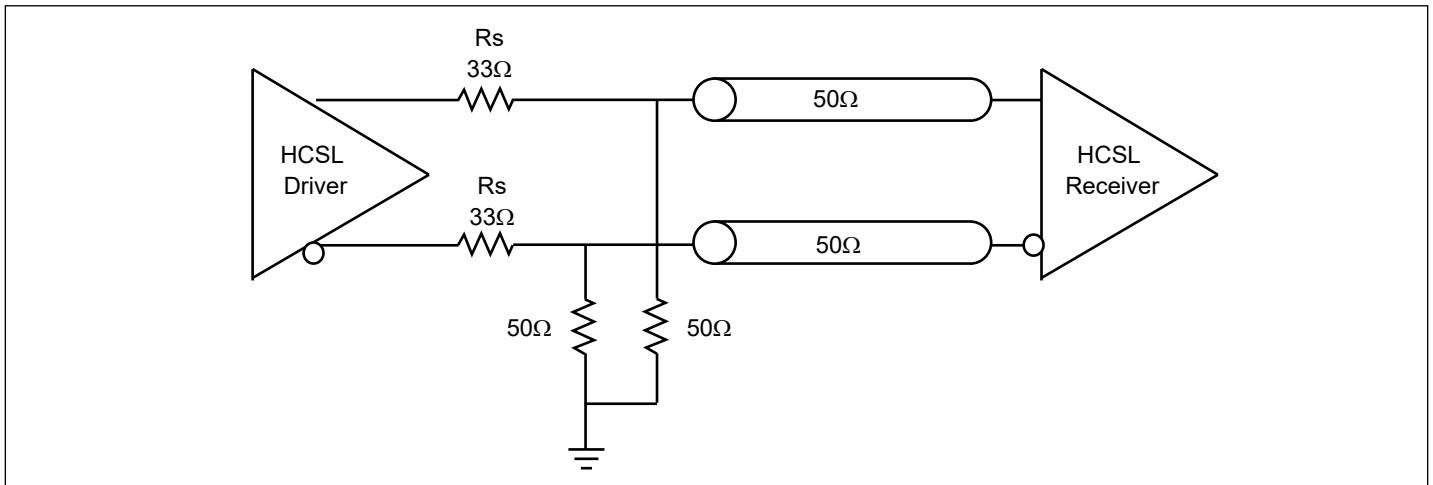 Rs
33Ω
50Ω
HCSL
Driver
HCSL
Receiver
Rs
33Ω
50Ω
50Ω
50Ω